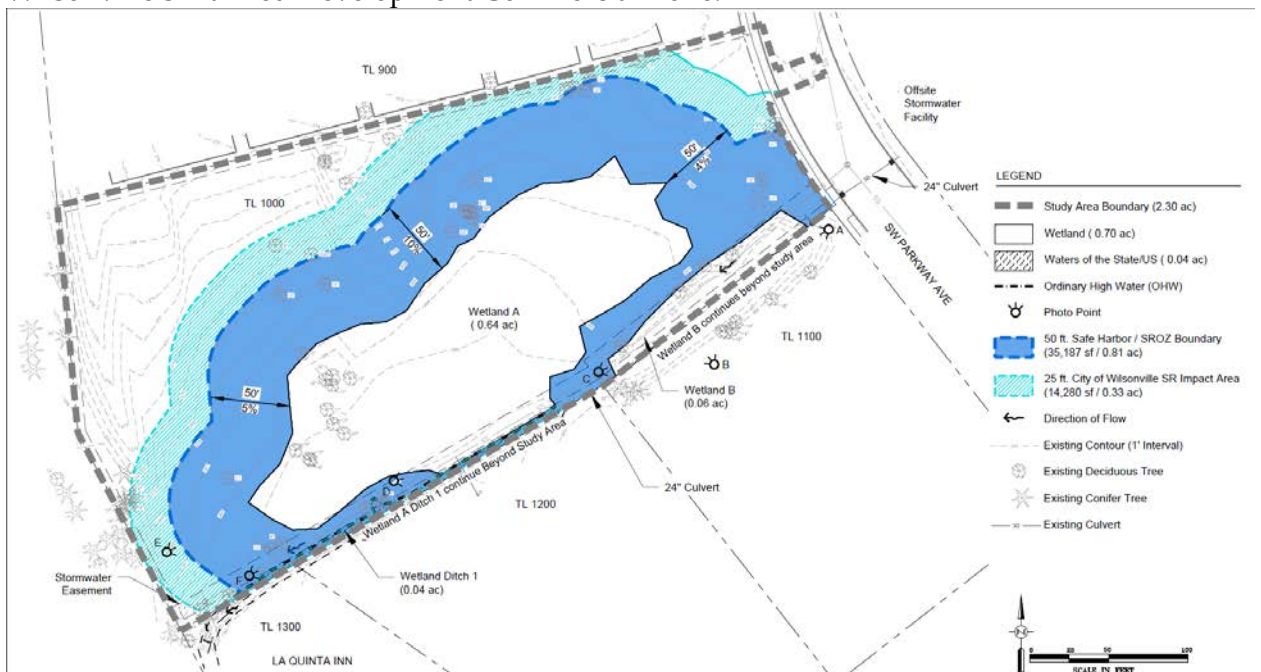 TL 900
Offsite
Stormwater
Facility
24" Culvert
SW PARKWAY AVE
TL 1000
50'
4%
50'
10%
50'
5%
A
B
C
D
E
F
Wetland A
( 0.64 ac)
Wetland B continues beyond study area
TL 1100
Wetland B
(0.06 ac)
Wetland A Ditch 1 continue Beyond Study Area
24" Culvert
TL 1200
Wetland Ditch 1
(0.04 ac)
Stormwater
Easement
TL 1300
LA QUINTA INN
LEGEND
Study Area Boundary (2.30 ac)
Wetland ( 0.70 ac)
Waters of the State/US ( 0.04 ac)
Ordinary High Water (OHW)
Photo Point
50 ft. Safe Harbor / SROZ Boundary
(35,187 sf / 0.81 ac)
25 ft. City of Wilsonville SR Impact Area
(14,280 sf / 0.33 ac)
Direction of Flow
Existing Contour (1' Interval)
Existing Deciduous Tree
Existing Conifer Tree
Existing Culvert
N
0
100
SCALE IN FEET